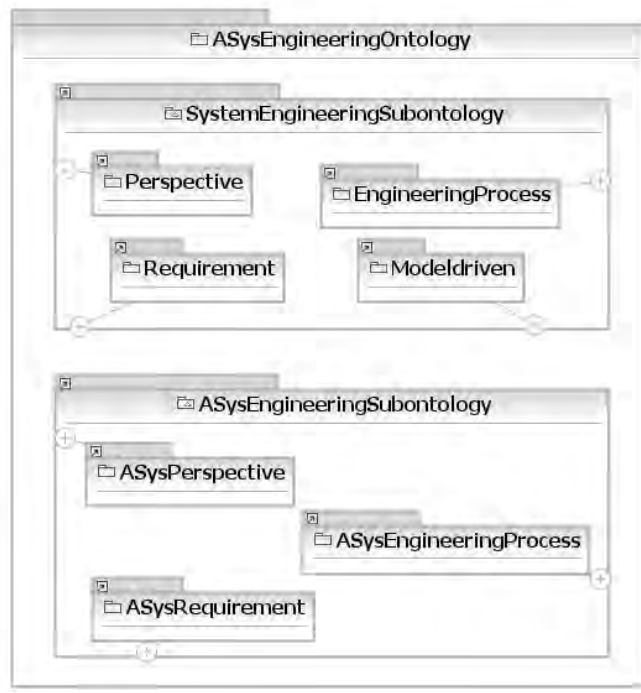 ASysEngineeringOntology
SystemEngineeringSubontology
Perspective
EngineeringProcess
Requirement
Modeldriven
ASysEngineeringSubontology
ASysPerspective
ASysEngineeringProcess
ASysRequirement